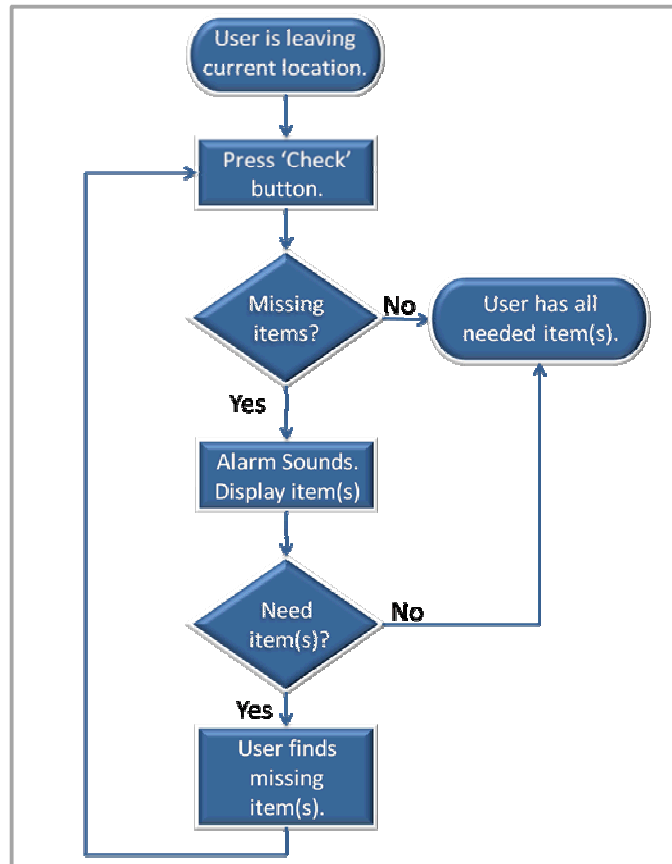 User is leaving
current location.
Press ‘Check’
button.
Missing
items?
No
User has all
needed item(s).
Yes
Alarm Sounds.
Display item(s)
Need
item(s)?
No
Yes
User finds
missing
item(s).